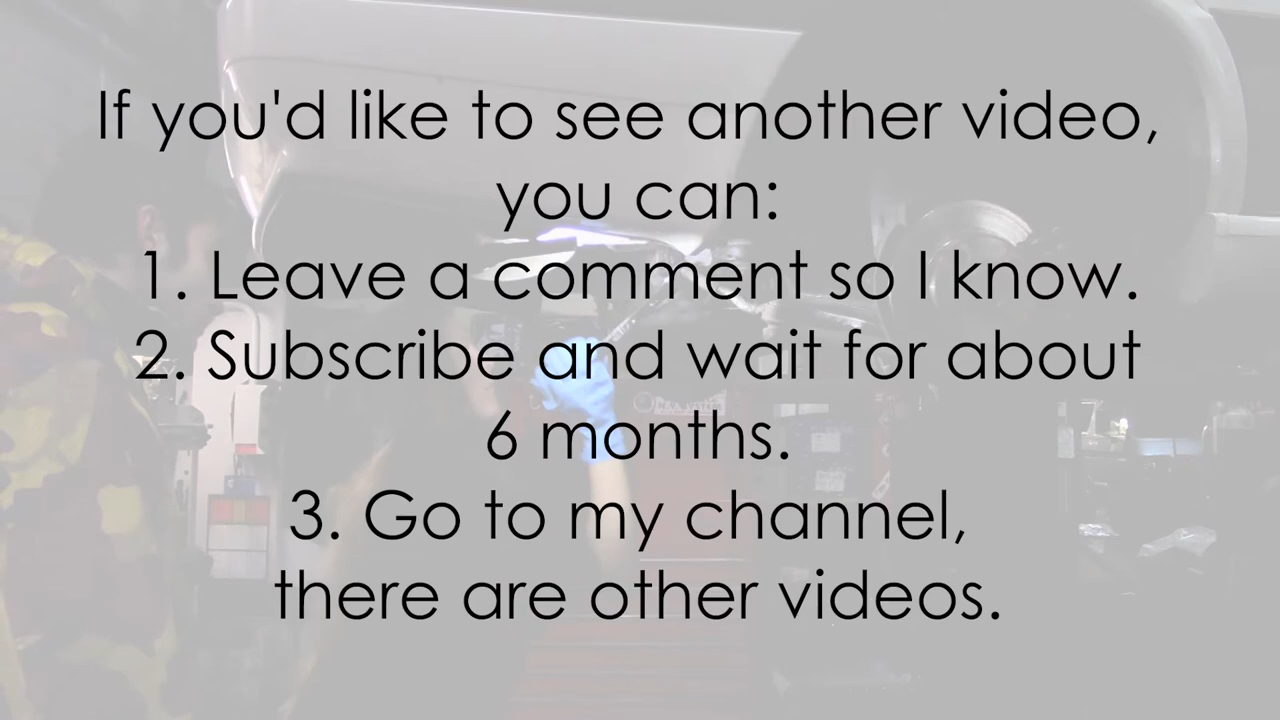 If you'd like to see another video,
you can:
1. Leave a comment so I know.
2. Subscribe and wait for about
6 months.
3. Go to my channel,
there are other videos.